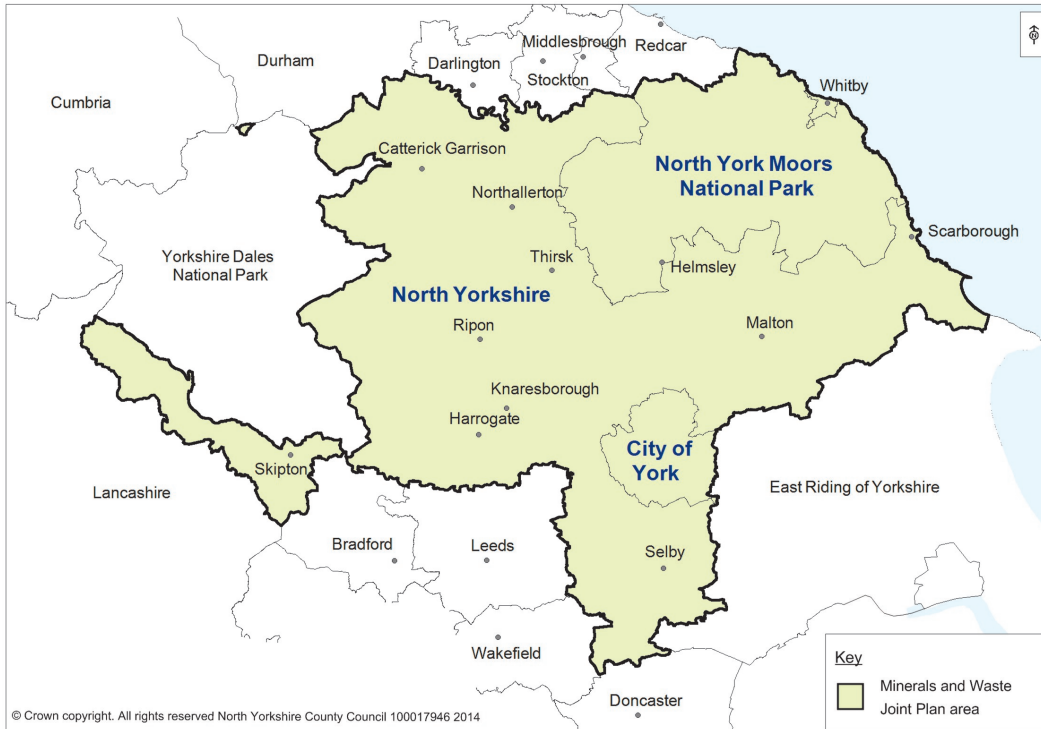 N
Middlesbrough
Redcar
Durham
Darlington
Stockton
Whitby
Cumbria
Catterick Garrison
North York Moors
National Park
Northallerton
Scarborough
Yorkshire Dales
National Park
Thirsk
Helmsley
North Yorkshire
Ripon
Malton
Knaresborough
Harrogate
City of
York
Skipton
Lancashire
East Riding of Yorkshire
Bradford
Leeds
Selby
Wakefield
Doncaster
Key
Minerals and Waste
Joint Plan area
© Crown copyright. All rights reserved North Yorkshire County Council 100017946 2014